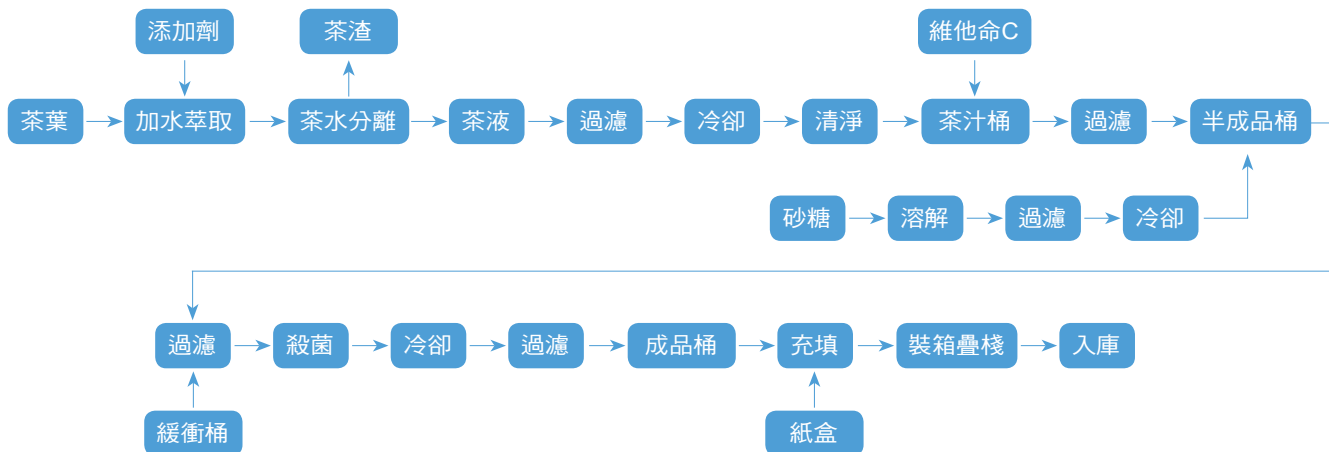 添加劑 茶渣 維他命C
茶葉 加水萃取 茶水分離 茶液 過濾 冷卻 清淨 茶汁桶 過濾 半成品桶
砂糖 溶解 過濾 冷卻
過濾 殺菌 冷卻 過濾 成品桶 充填 裝箱疊棧 入庫
緩衝桶 紙盒